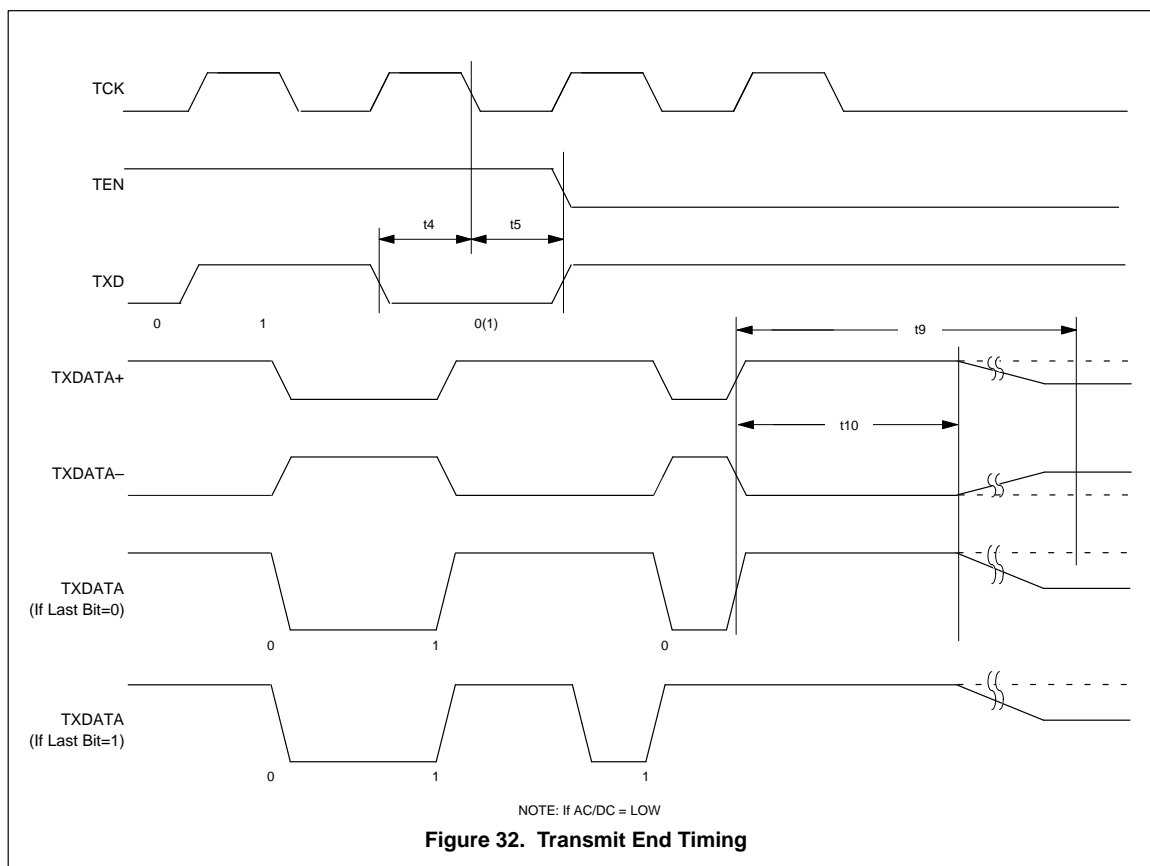 TCK
TEN
t4
t5
TXD
0
1
0(1)
t9
TXDATA+
t10
TXDATA–
TXDATA
(If Last Bit=0)
0
1
0
TXDATA
(If Last Bit=1)
0
1
1
NOTE: If AC/DC = LOW
Figure 32. Transmit End Timing